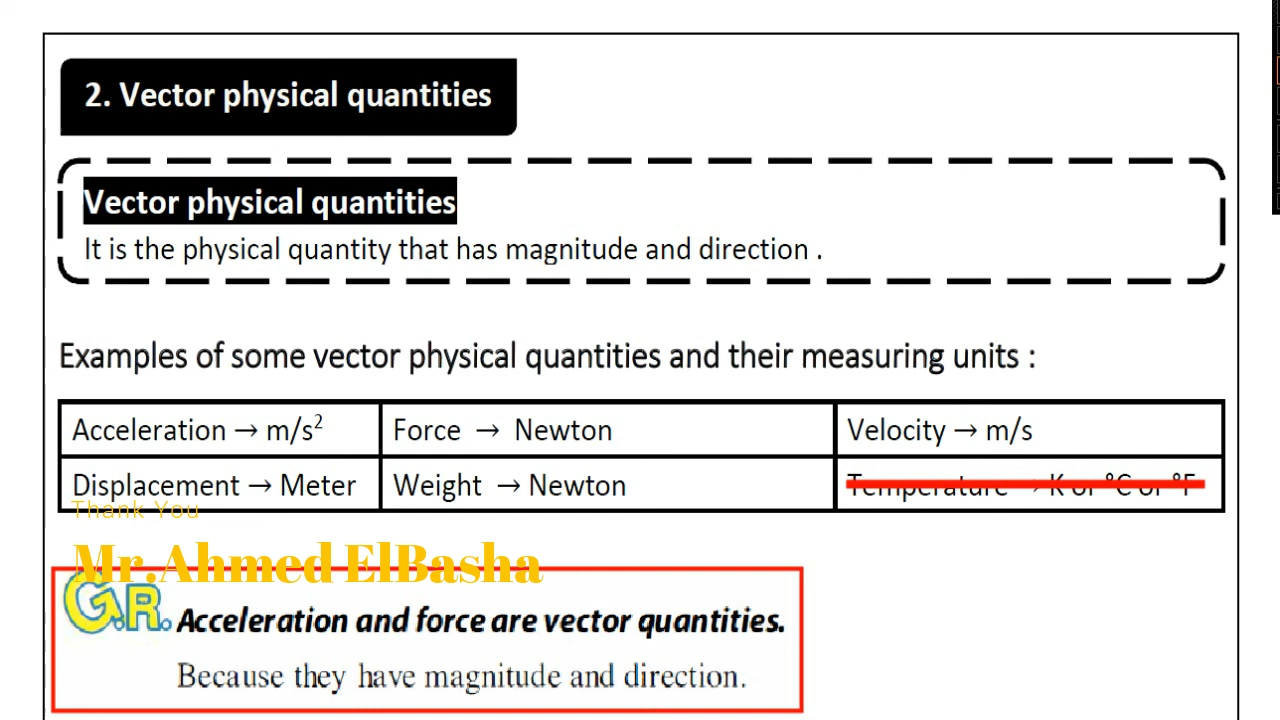 2. Vector physical quantities
Vector physical quantities
It is the physical quantity that has magnitude and direction .
Examples of some vector physical quantities and their measuring units :
Acceleration → m/s² Force → Newton Velocity → m/s
Displacement → Meter Weight → Newton Temperature → K or °C or °F
Thank You
Mr.Ahmed ElBasha
G.R. Acceleration and force are vector quantities.
Because they have magnitude and direction.